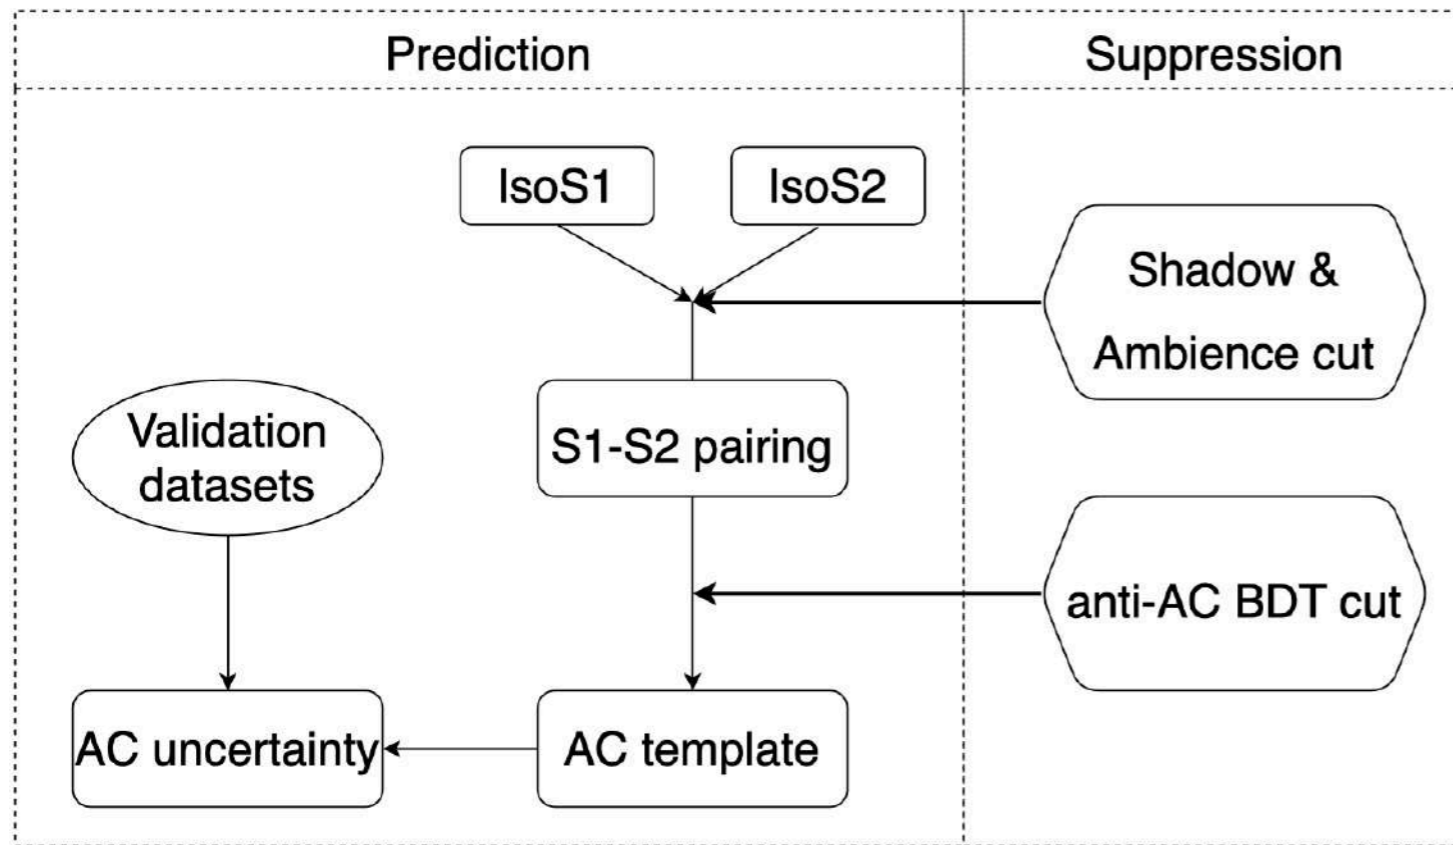 Prediction
Suppression
IsoS1
IsoS2
Shadow &
Ambience cut
Validation
datasets
S1-S2 pairing
anti-AC BDT cut
AC uncertainty
AC template